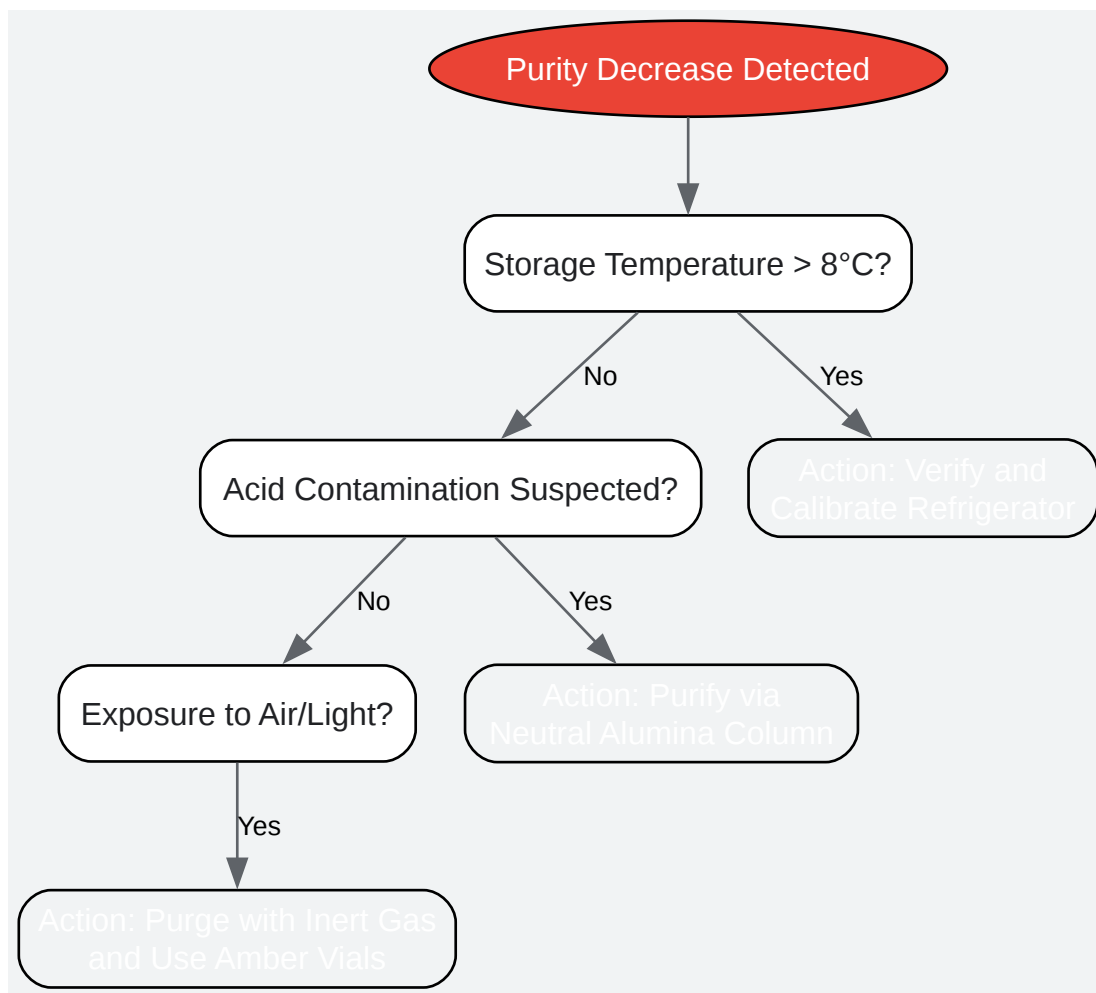 Purity Decrease Detected
Storage Temperature > 8°C?
No
Yes
Acid Contamination Suspected?
Action: Verify and
Calibrate Refrigerator
No
Yes
Exposure to Air/Light?
Action: Purify via
Neutral Alumina Column
Yes
Action: Purge with Inert Gas
and Use Amber Vials